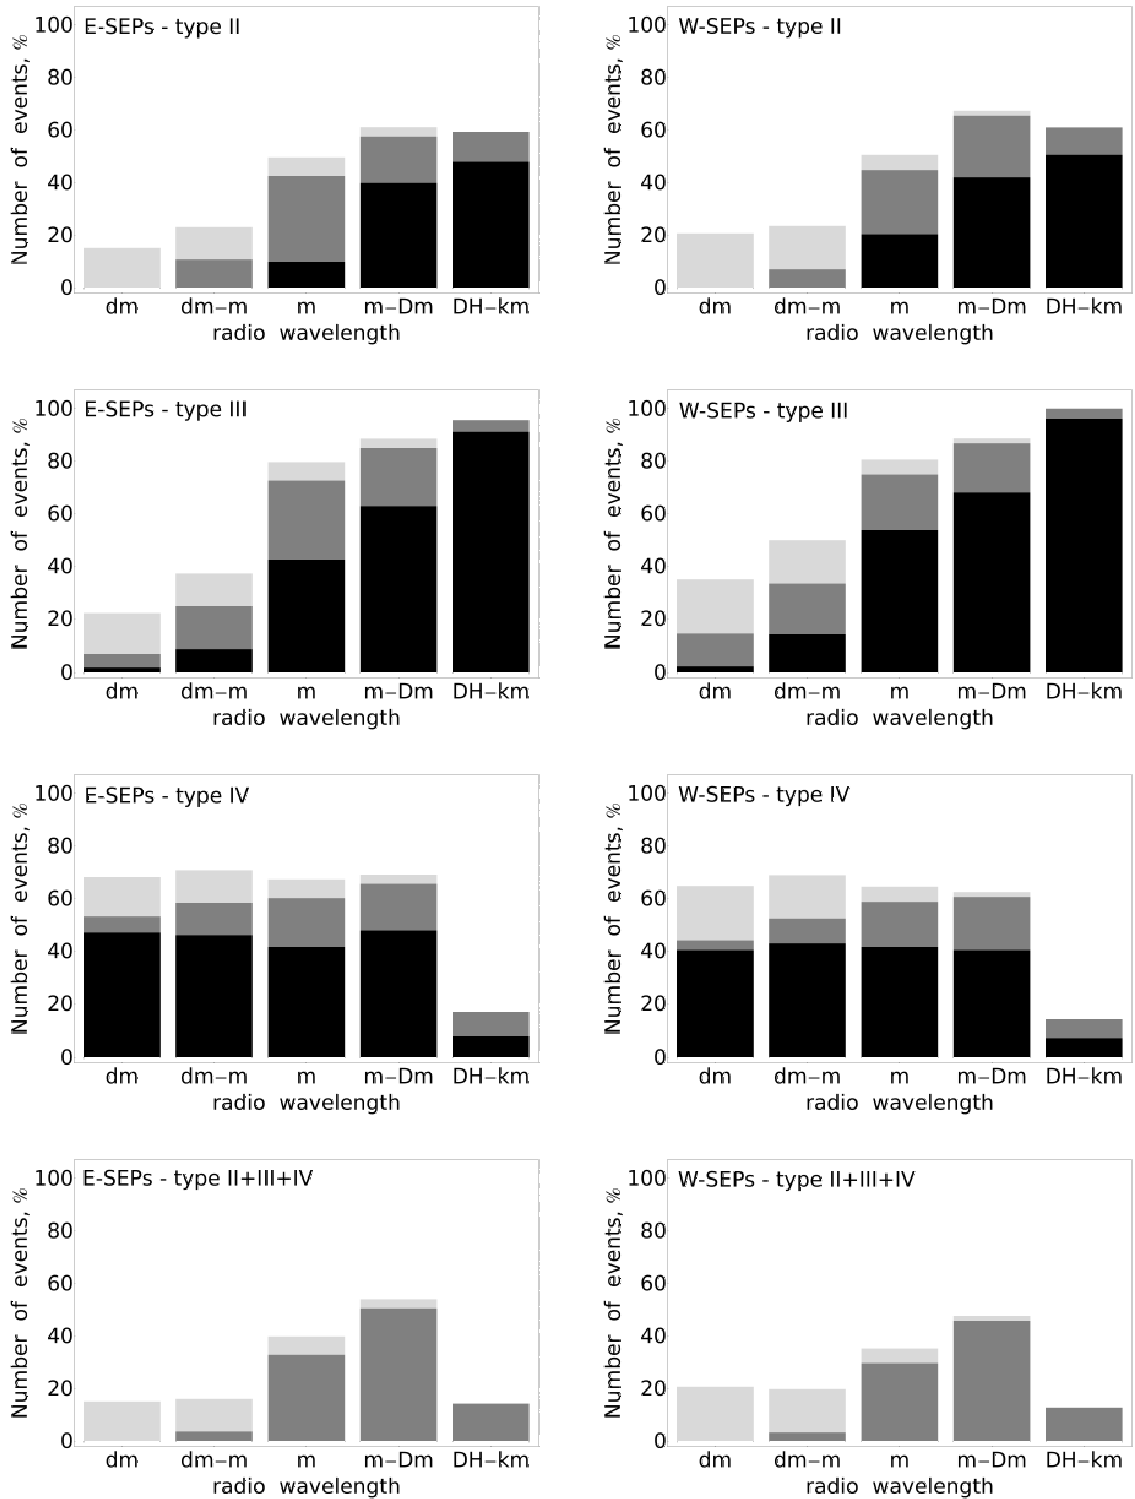 E-SEPs - type II
100
80
60
40
20
0
Number of events, %
dm dm–m m m–Dm DH–km
radio wavelength
W-SEPs - type II
100
80
60
40
20
0
Number of events, %
dm dm–m m m–Dm DH–km
radio wavelength
E-SEPs - type III
100
80
60
40
20
0
Number of events, %
dm dm–m m m–Dm DH–km
radio wavelength
W-SEPs - type III
100
80
60
40
20
0
Number of events, %
dm dm–m m m–Dm DH–km
radio wavelength
E-SEPs - type IV
100
80
60
40
20
0
Number of events, %
dm dm–m m m–Dm DH–km
radio wavelength
W-SEPs - type IV
100
80
60
40
20
0
Number of events, %
dm dm–m m m–Dm DH–km
radio wavelength
E-SEPs - type II+III+IV
100
80
60
40
20
0
Number of events, %
dm dm–m m m–Dm DH–km
radio wavelength
W-SEPs - type II+III+IV
100
80
60
40
20
0
Number of events, %
dm dm–m m m–Dm DH–km
radio wavelength